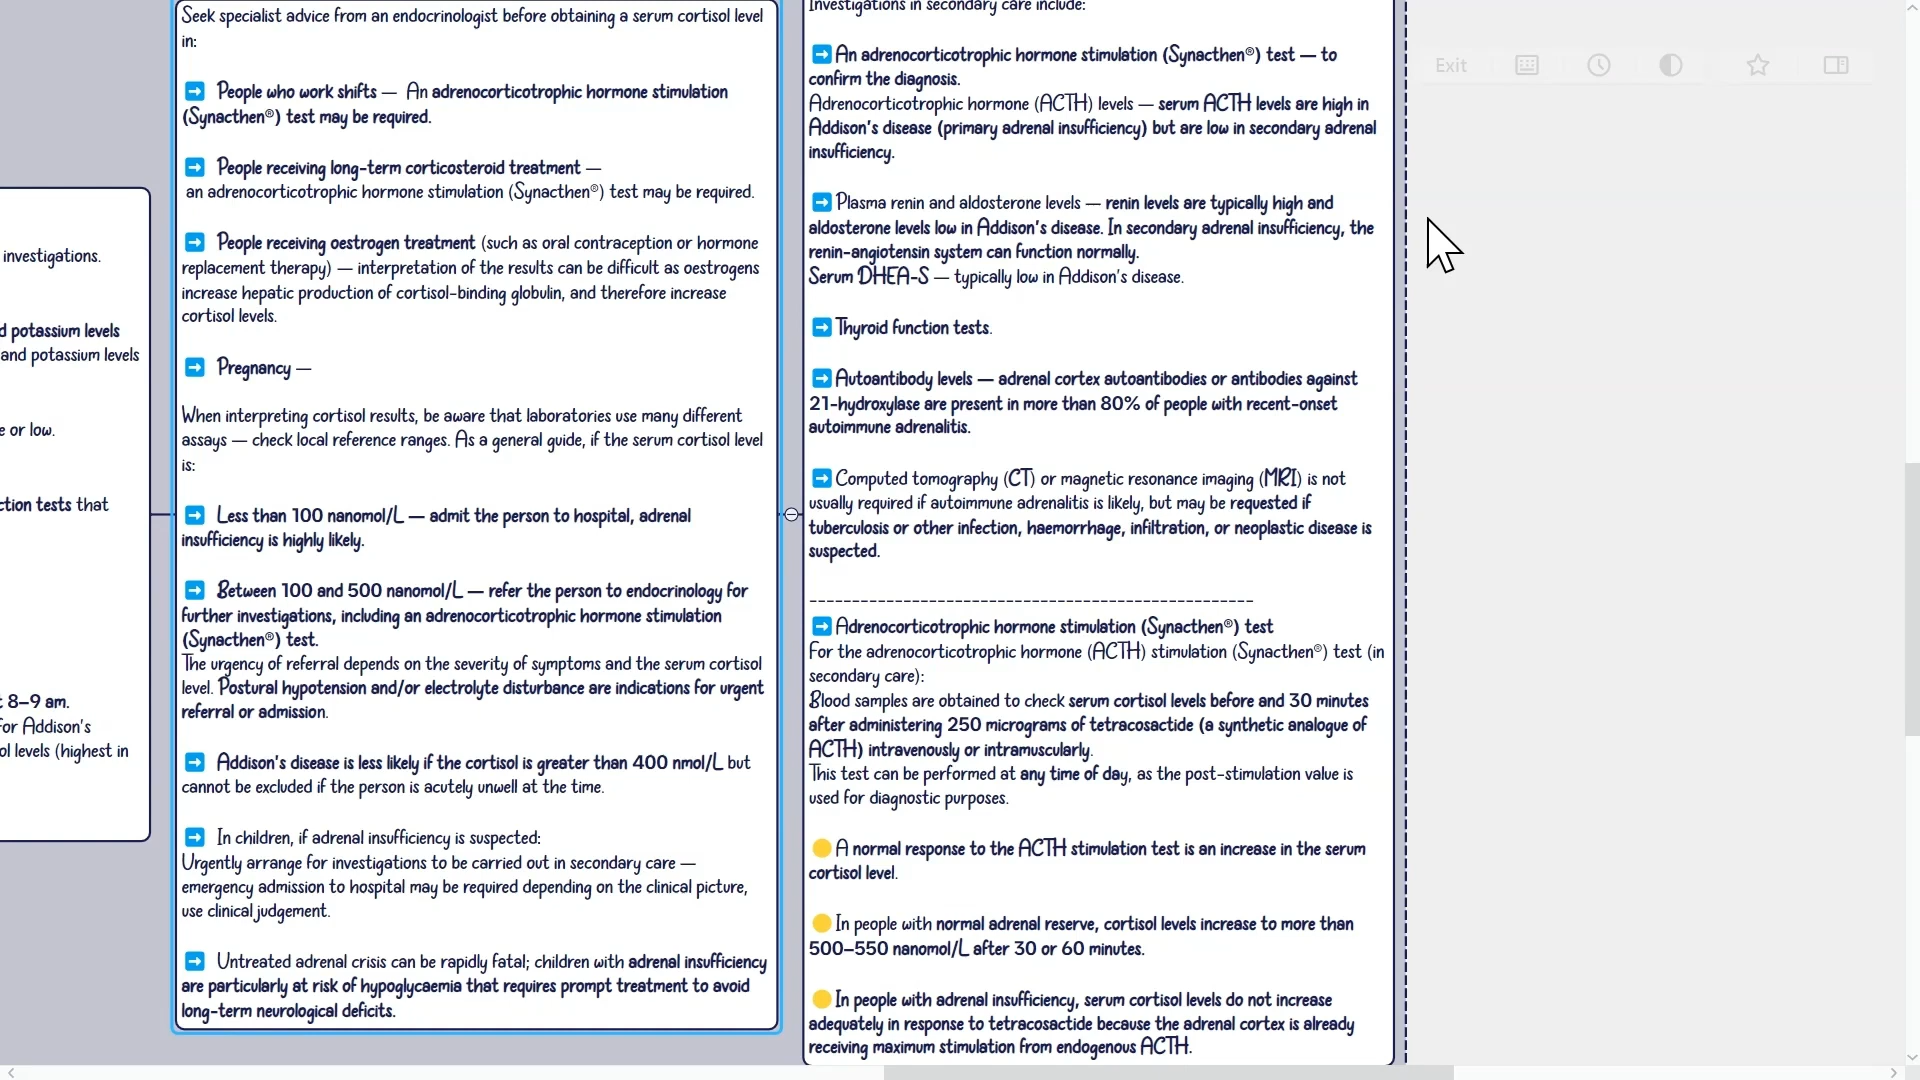 investigations.
d potassium levels
and potassium levels
e or low.
ction tests that
t 8–9 am.
for Addison's
ol levels (highest in
Seek specialist advice from an endocrinologist before obtaining a serum cortisol level
in:
People who work shifts — An adrenocorticotrophic hormone stimulation
(Synacthen®) test may be required.
People receiving long-term corticosteroid treatment —
an adrenocorticotrophic hormone stimulation (Synacthen®) test may be required.
People receiving oestrogen treatment (such as oral contraception or hormone
replacement therapy) — interpretation of the results can be difficult as oestrogens
increase hepatic production of cortisol-binding globulin, and therefore increase
cortisol levels.
Pregnancy —
When interpreting cortisol results, be aware that laboratories use many different
assays — check local reference ranges. As a general guide, if the serum cortisol level
is:
Less than 100 nanomol/L — admit the person to hospital, adrenal
insufficiency is highly likely.
Between 100 and 500 nanomol/L — refer the person to endocrinology for
further investigations, including an adrenocorticotrophic hormone stimulation
(Synacthen®) test.
The urgency of referral depends on the severity of symptoms and the serum cortisol
level. Postural hypotension and/or electrolyte disturbance are indications for urgent
referral or admission.
Addison's disease is less likely if the cortisol is greater than 400 nmol/L but
cannot be excluded if the person is acutely unwell at the time.
In children, if adrenal insufficiency is suspected:
Urgently arrange for investigations to be carried out in secondary care —
emergency admission to hospital may be required depending on the clinical picture,
use clinical judgement.
Untreated adrenal crisis can be rapidly fatal; children with adrenal insufficiency
are particularly at risk of hypoglycaemia that requires prompt treatment to avoid
long-term neurological deficits.
Investigations in secondary care include:
An adrenocorticotrophic hormone stimulation (Synacthen®) test — to
confirm the diagnosis.
Adrenocorticotrophic hormone (ACTH) levels — serum ACTH levels are high in
Addison's disease (primary adrenal insufficiency) but are low in secondary adrenal
insufficiency.
Plasma renin and aldosterone levels — renin levels are typically high and
aldosterone levels low in Addison's disease. In secondary adrenal insufficiency, the
renin-angiotensin system can function normally.
Serum DHEA-S — typically low in Addison's disease.
Thyroid function tests.
Autoantibody levels — adrenal cortex autoantibodies or antibodies against
21-hydroxylase are present in more than 80% of people with recent-onset
autoimmune adrenalitis.
Computed tomography (CT) or magnetic resonance imaging (MRI) is not
usually required if autoimmune adrenalitis is likely, but may be requested if
tuberculosis or other infection, haemorrhage, infiltration, or neoplastic disease is
suspected.
--------------------------------------------------
Adrenocorticotrophic hormone stimulation (Synacthen®) test
For the adrenocorticotrophic hormone (ACTH) stimulation (Synacthen®) test (in
secondary care):
Blood samples are obtained to check serum cortisol levels before and 30 minutes
after administering 250 micrograms of tetracosactide (a synthetic analogue of
ACTH) intravenously or intramuscularly.
This test can be performed at any time of day, as the post-stimulation value is
used for diagnostic purposes.
A normal response to the ACTH stimulation test is an increase in the serum
cortisol level.
In people with normal adrenal reserve, cortisol levels increase to more than
500–550 nanomol/L after 30 or 60 minutes.
In people with adrenal insufficiency, serum cortisol levels do not increase
adequately in response to tetracosactide because the adrenal cortex is already
receiving maximum stimulation from endogenous ACTH.
Exit